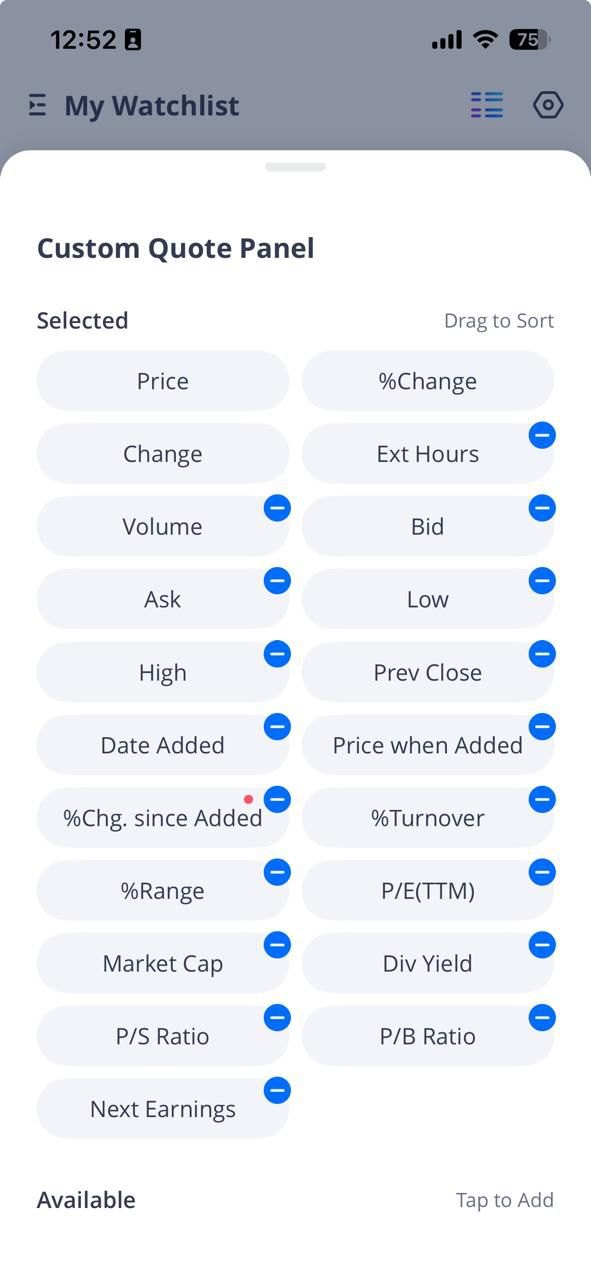 12:52
75
My Watchlist
Custom Quote Panel
Selected Drag to Sort
Price %Change
Change Ext Hours
Volume Bid
Ask Low
High Prev Close
Date Added Price when Added
%Chg. since Added %Turnover
%Range P/E(TTM)
Market Cap Div Yield
P/S Ratio P/B Ratio
Next Earnings
Available Tap to Add